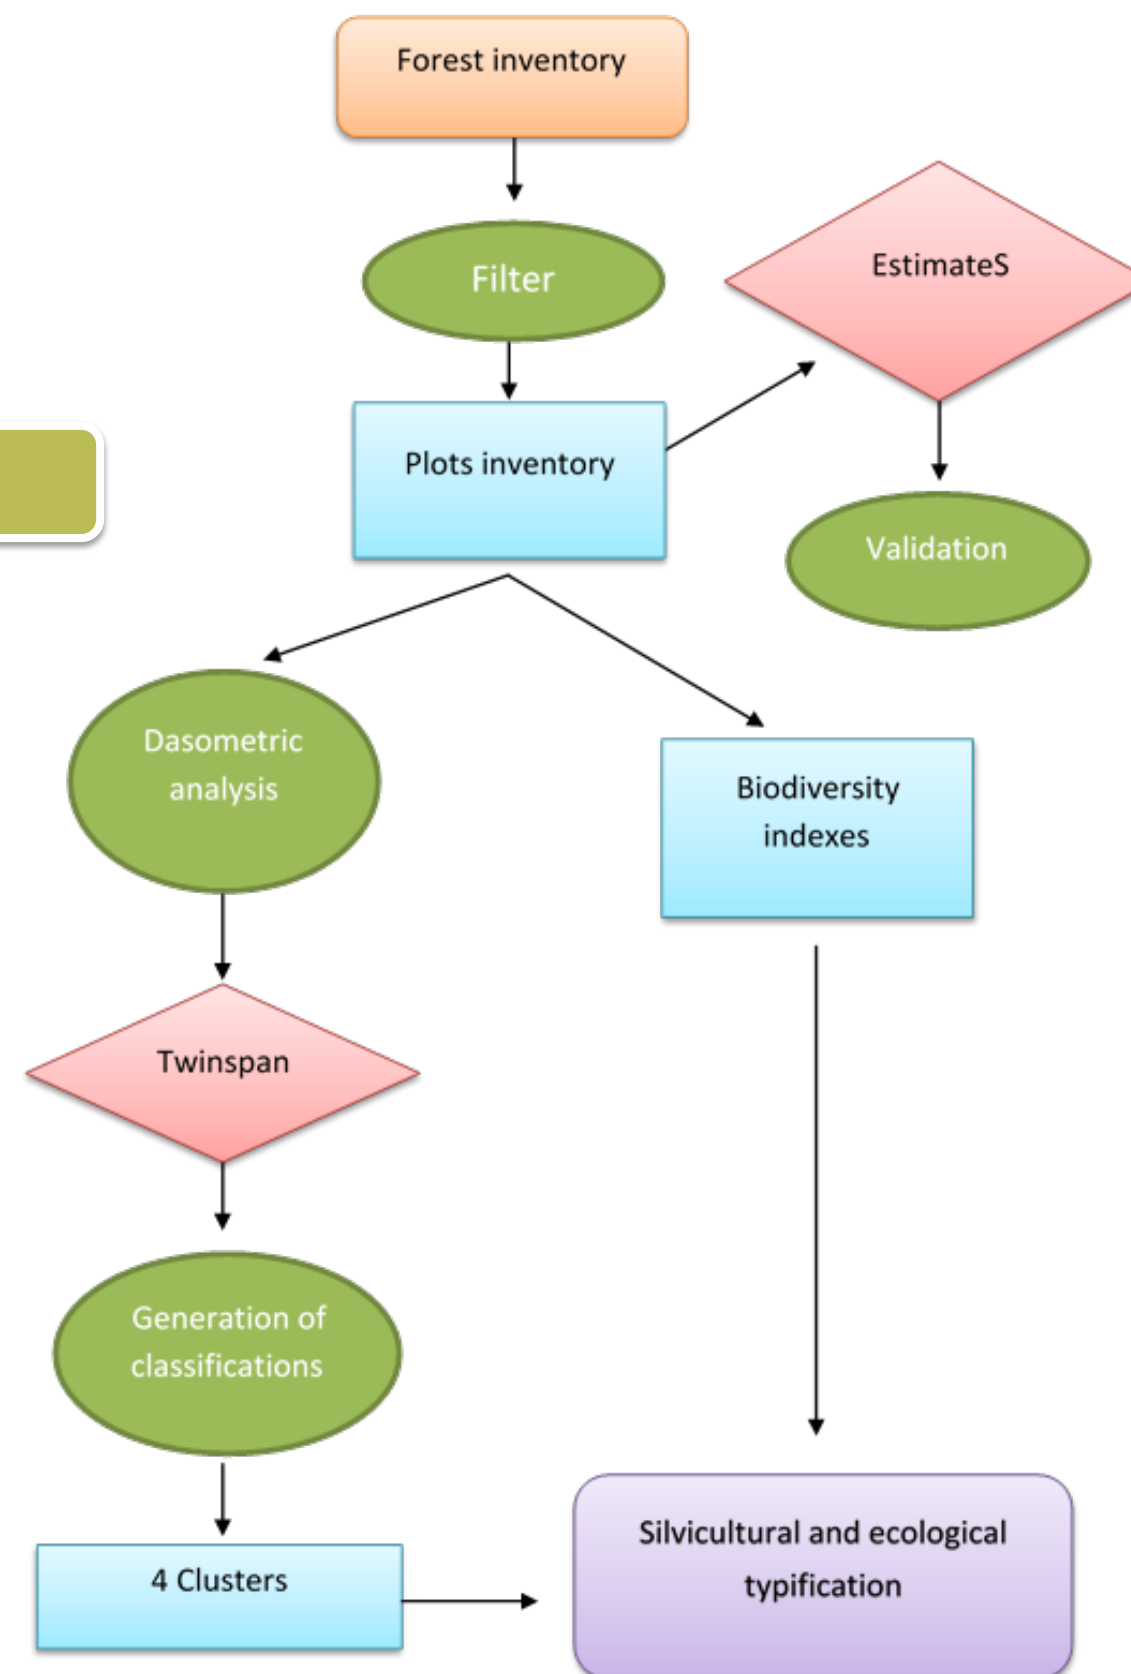 Forest inventory
Filter
EstimateS
Plots inventory
Validation
Dasometric
analysis
Biodiversity
indexes
Twinspan
Generation of
classifications
4 Clusters
Silvicultural and ecological
typification